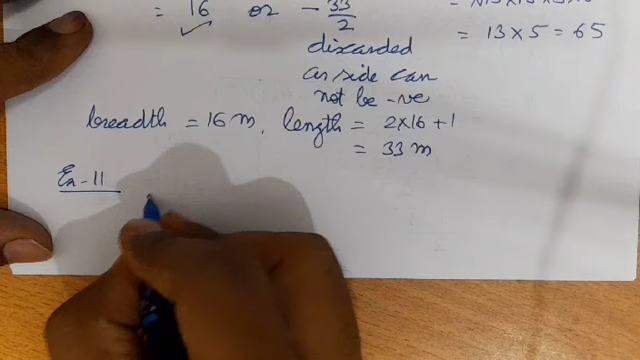 = 16 or - 33/2
discarded
as side can
not be -ve
= 13 × 5 = 65
breadth = 16 m, length = 2×16 + 1
= 33 m
Ex - 11